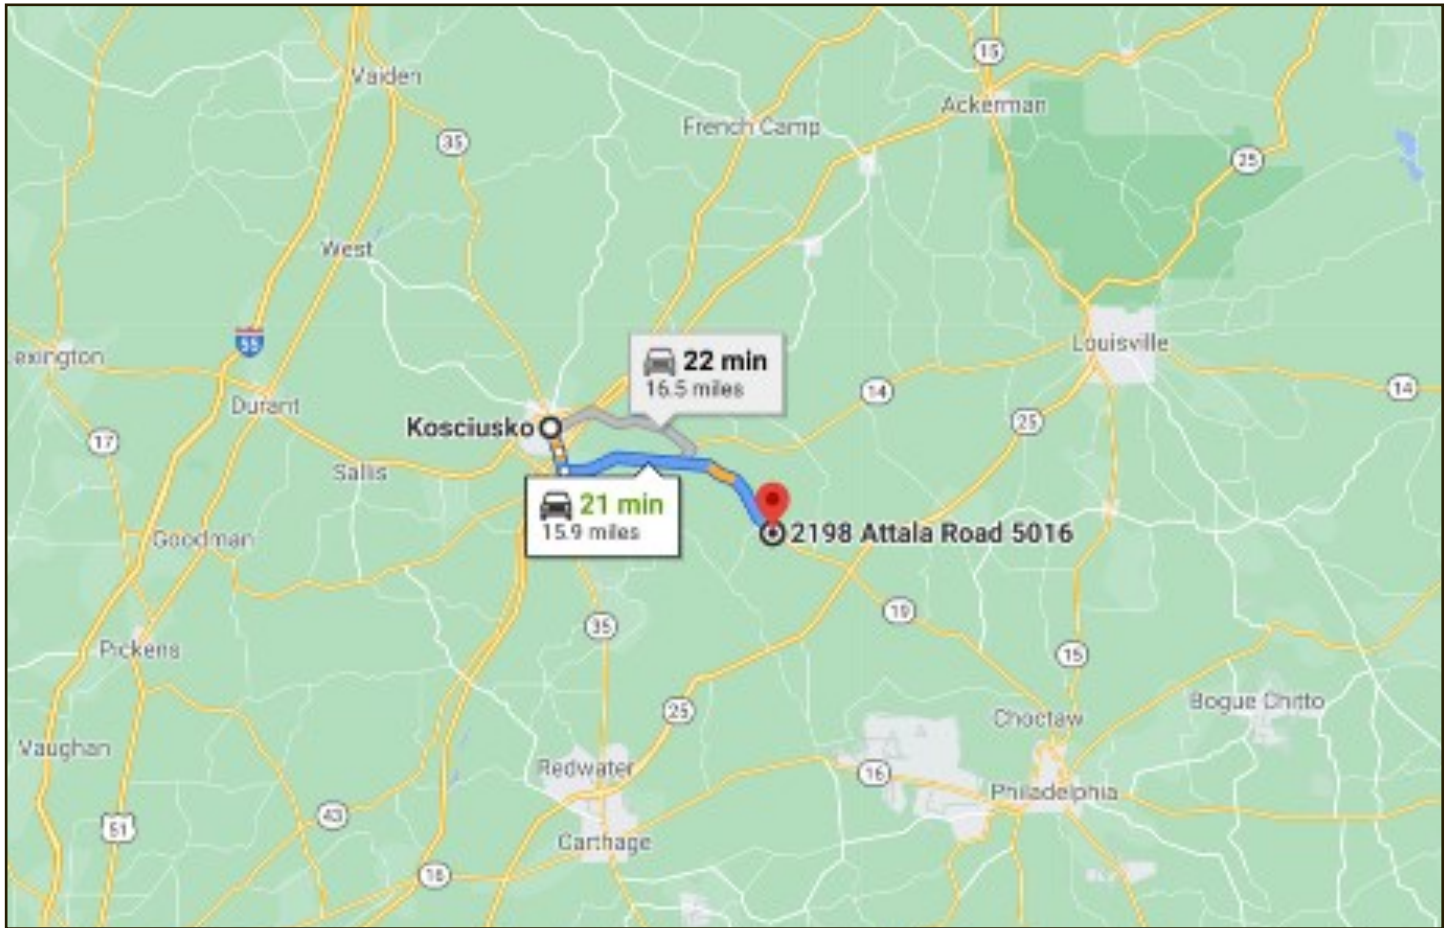 15
Vaiden
Ackerman
French Camp
35
25
West
55
Louisville
exington
22 min
16.5 miles
14
14
Durant
25
Kosciusko
17
Sallis
21 min
15.9 miles
2198 Attala Road 5016
Goodman
19
35
Pickens
15
Bogue Chitto
25
Choctaw
Vaughan
Redwater
16
Philadelphia
43
51
Carthage
16